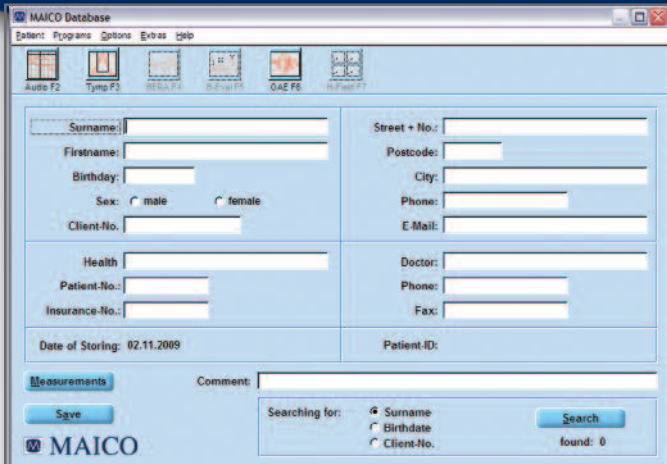 MAICO Database
Patient Programs Options Extras Help
Audio F2 Tymp F3 BERA F4 B-Eval F5 OAE F6 H-Field F7
Surname:
Firstname:
Birthday:
Sex: male female
Client-No.
Street + No.:
Postcode:
City:
Phone:
E-Mail:
Health
Patient-No.:
Insurance-No.:
Doctor:
Phone:
Fax:
Date of Storing: 02.11.2009
Patient-ID:
Measurements
Comment:
Save
Searching for: Surname
Birthdate
Client-No.
Search
found: 0
MAICO